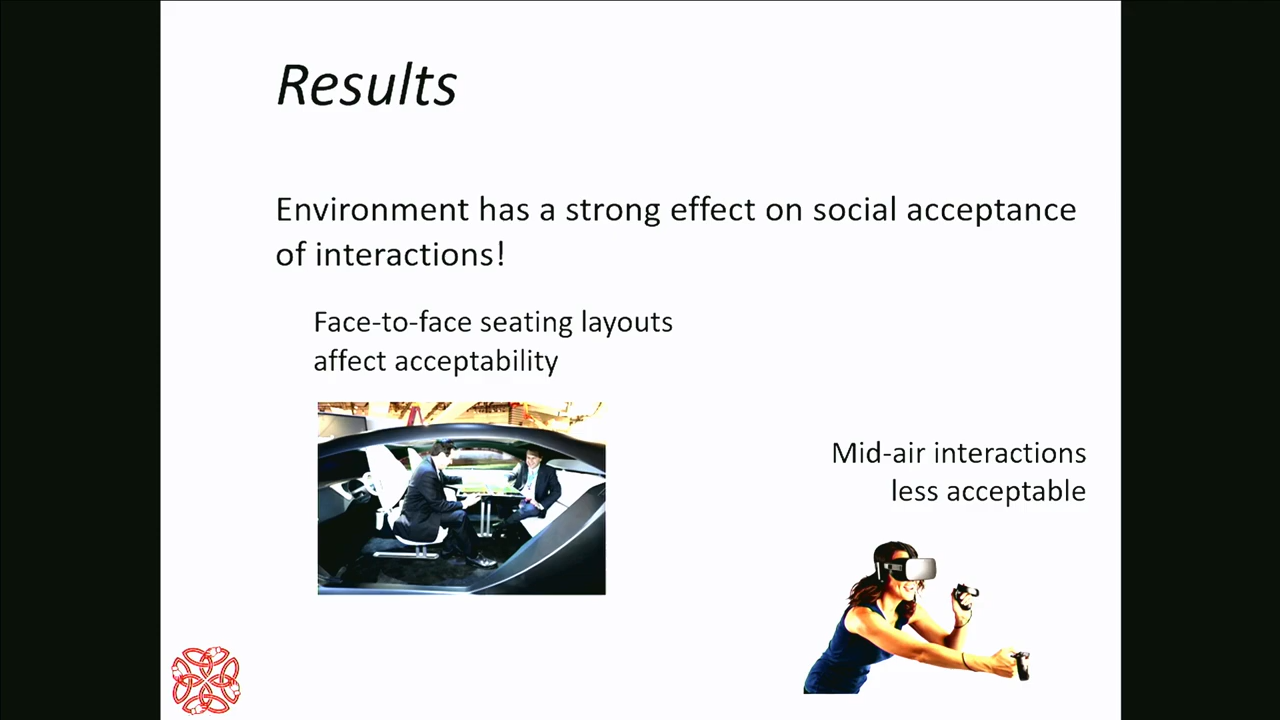 Results
Environment has a strong effect on social acceptance
of interactions!
Face-to-face seating layouts
affect acceptability
Mid-air interactions
less acceptable